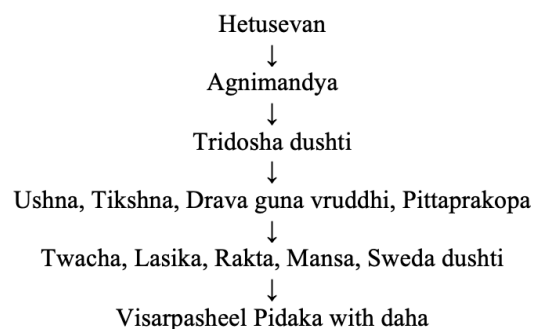 Hetusevan
↓
Agnimandya
↓
Tridosha dushti
↓
Ushna, Tikshna, Drava guna vruddhi, Pittaprakopa
↓
Twacha, Lasika, Rakta, Mansa, Sweda dushti
↓
Visarpasheel Pidaka with daha